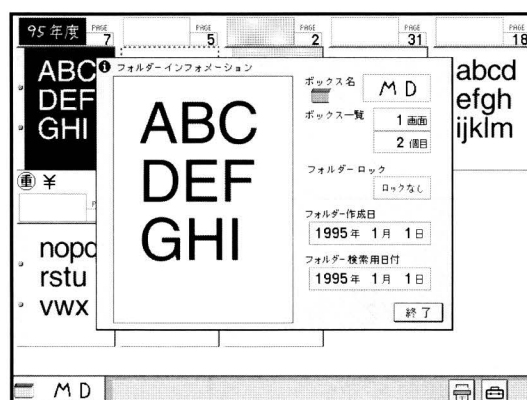 95年度 PAGE 7 PAGE 5 PAGE 2 PAGE 31 PAGE 18
ABC
DEF
GHI
フォルダーインフォメーション
ABC
DEF
GHI
ボックス名 MD
ボックス一覧 1 画面
2 個目
フォルダーロック
ロックなし
フォルダー作成日
1995年 1月 1日
フォルダー検索用日付
1995年 1月 1日
終了
abcd
efgh
ijklm
重 ¥
nopq
rstu
vwx
MD